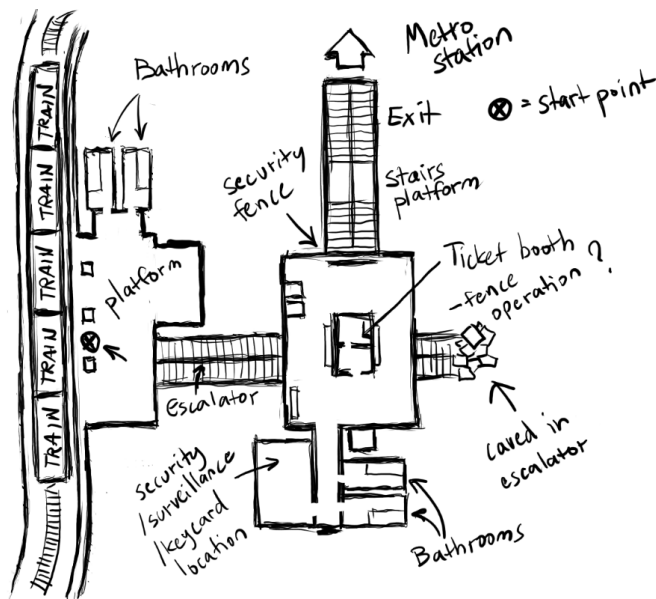 Metro
station
Bathrooms
Exit
⊗ = start point
TRAIN
TRAIN
TRAIN
TRAIN
TRAIN
security
fence
Stairs
platform
platform
Ticket booth
-fence
operation?
Escalator
caved in
escalator
security
/surveillance
/keycard
location
Bathrooms